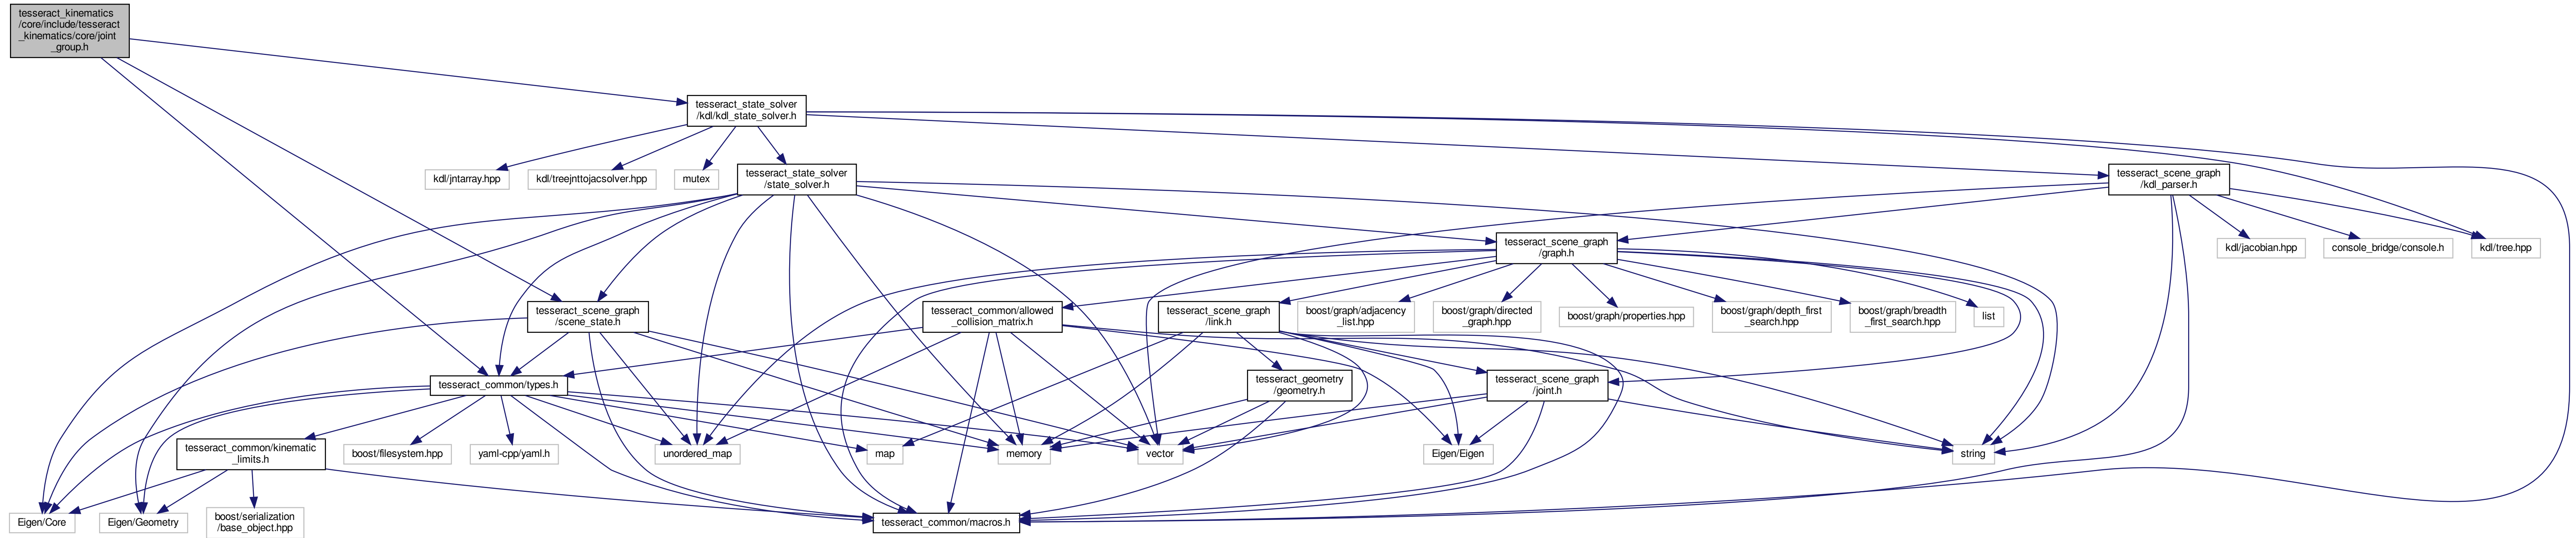 tesseract_kinematics
/core/include/tesseract
_kinematics/core/joint
_group.h
tesseract_state_solver
/kdl/kdl_state_solver.h
kdl/jntarray.hpp
kdl/treejnttojacsolver.hpp
mutex
tesseract_state_solver
/state_solver.h
tesseract_scene_graph
/kdl_parser.h
tesseract_scene_graph
/graph.h
kdl/jacobian.hpp
console_bridge/console.h
kdl/tree.hpp
tesseract_scene_graph
/scene_state.h
tesseract_common/allowed
_collision_matrix.h
tesseract_scene_graph
/link.h
boost/graph/adjacency
_list.hpp
boost/graph/directed
_graph.hpp
boost/graph/properties.hpp
boost/graph/depth_first
_search.hpp
boost/graph/breadth
_first_search.hpp
list
tesseract_common/types.h
tesseract_geometry
/geometry.h
tesseract_scene_graph
/joint.h
tesseract_common/kinematic
_limits.h
boost/filesystem.hpp
yaml-cpp/yaml.h
unordered_map
map
memory
vector
Eigen/Eigen
string
Eigen/Core
Eigen/Geometry
boost/serialization
/base_object.hpp
tesseract_common/macros.h